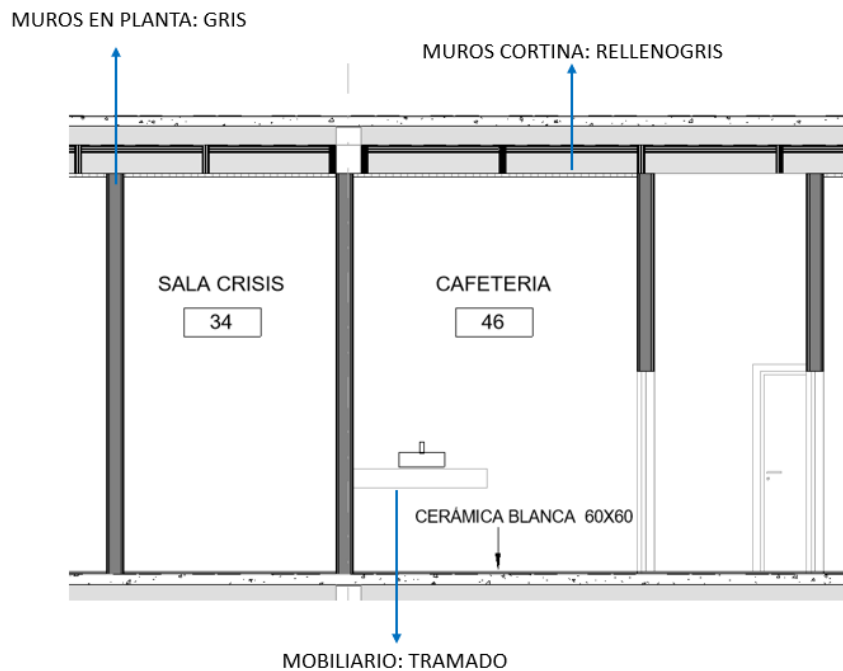 MUROS EN PLANTA: GRIS
MUROS CORTINA: RELLENOGRIS
SALA CRISIS
34
CAFETERIA
46
CERÁMICA BLANCA 60X60
MOBILIARIO: TRAMADO